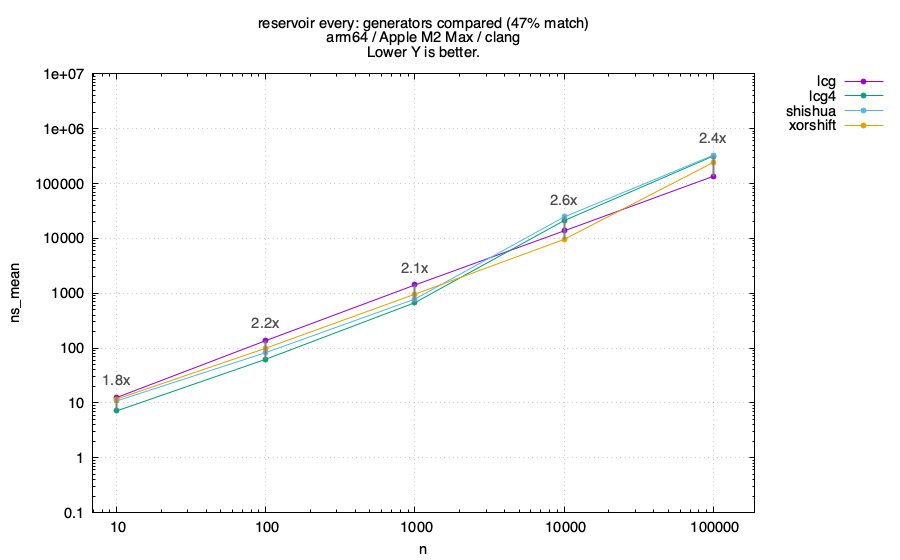 reservoir every: generators compared (47% match)
arm64 / Apple M2 Max / clang
Lower Y is better.
1e+07
1e+06
100000
10000
1000
100
10
1
0.1
ns_mean
1.8x
2.2x
2.1x
2.6x
2.4x
lcg
lcg4
shishua
xorshift
10
100
1000
10000
100000
n